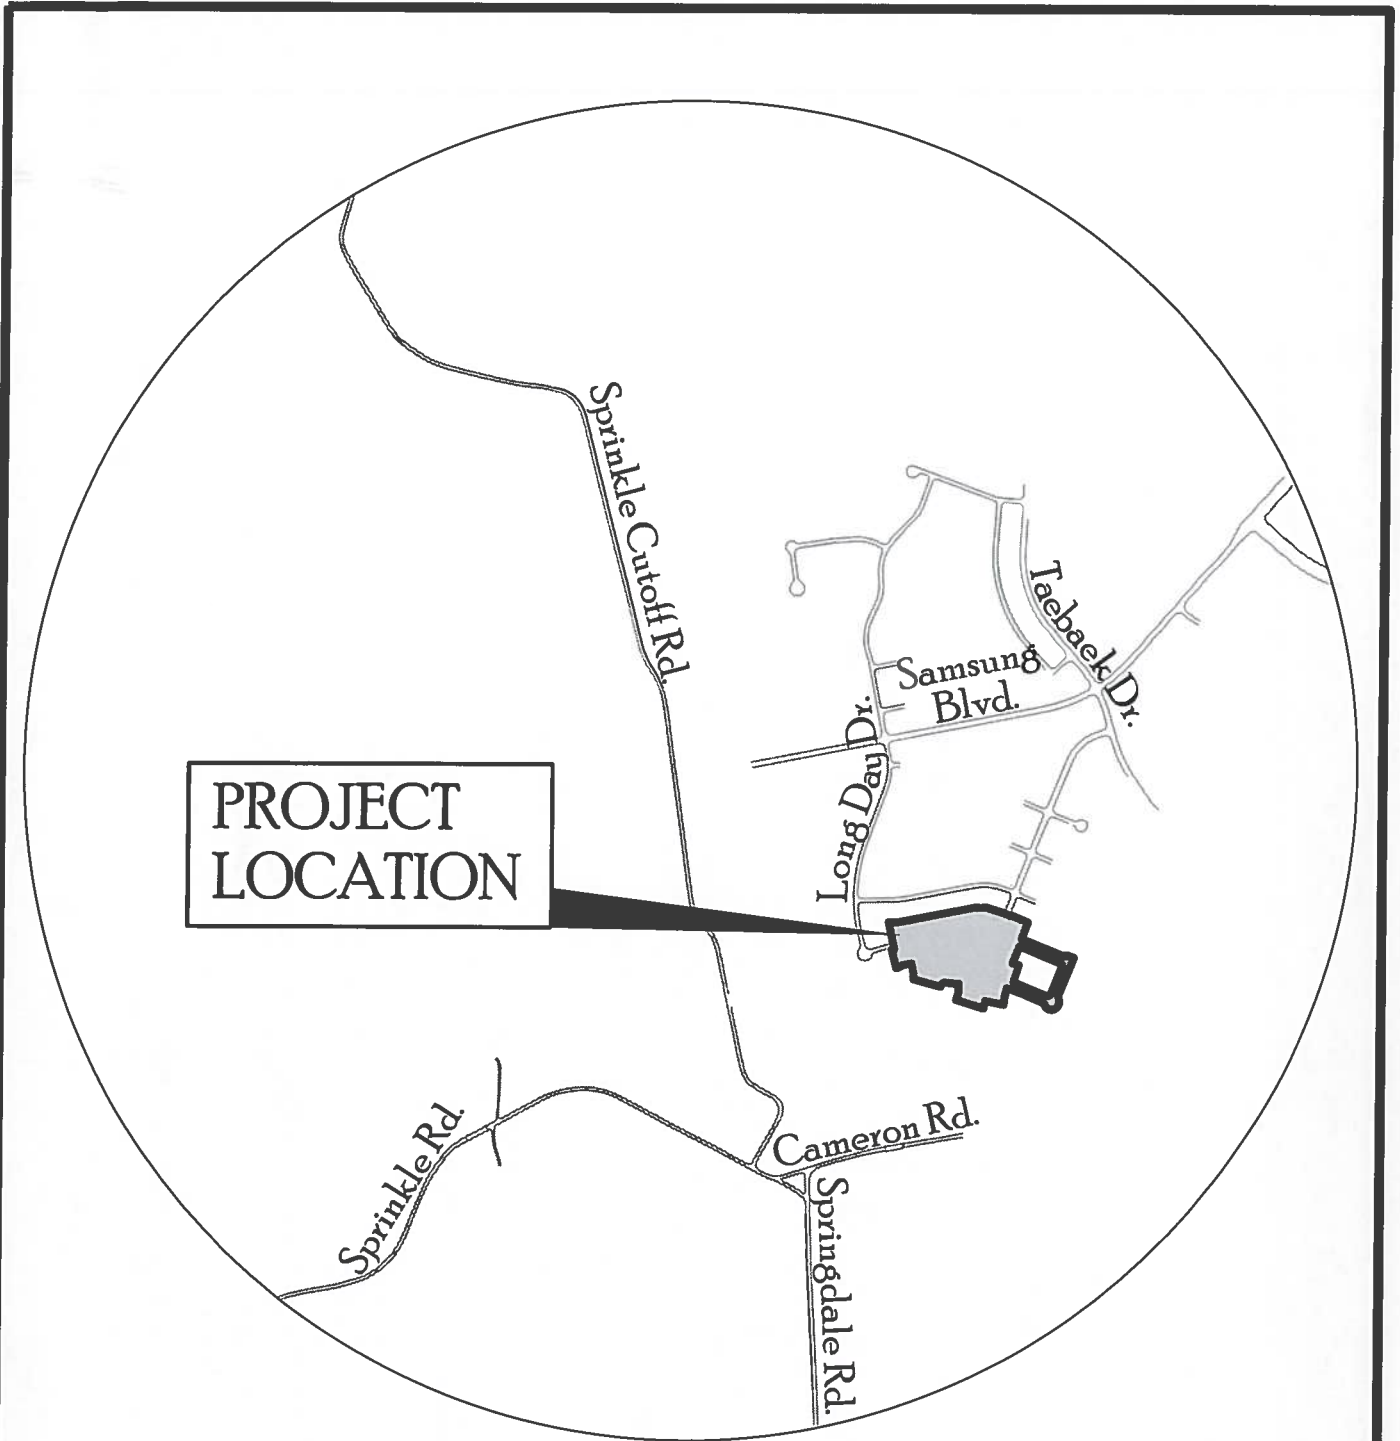 Sprinkle Cutoff Rd.
Taebaek Dr.
Samsung
Blvd.
Long Day Dr.
PROJECT
LOCATION
Cameron Rd.
Sprinkle Rd.
Springdale Rd.